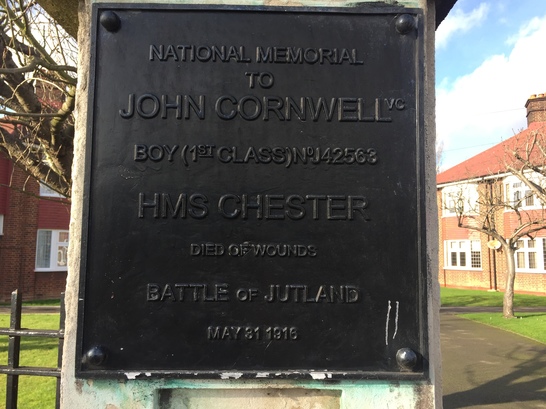 NATIONAL MEMORIAL
TO
JOHN CORNWELL VC
BOY (1ST CLASS) NO J42563
HMS CHESTER
DIED OF WOUNDS
BATTLE OF JUTLAND
MAY 31 1916